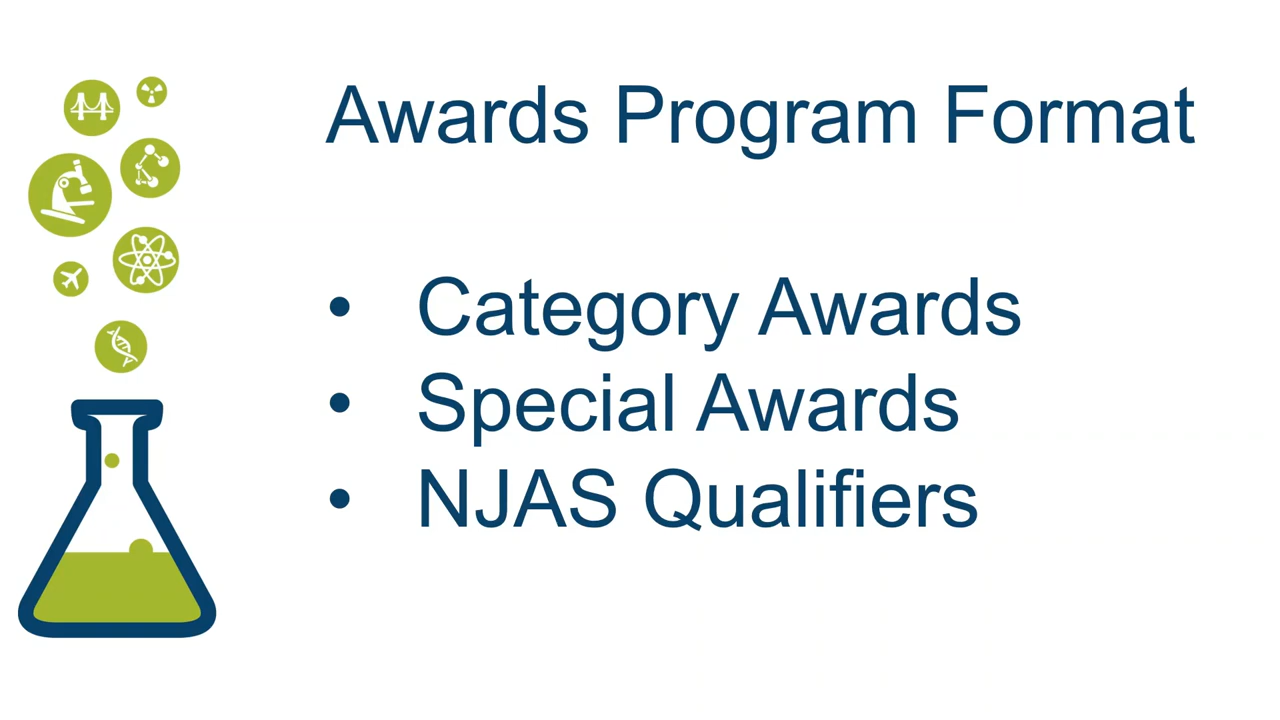 Awards Program Format
• Category Awards
• Special Awards
• NJAS Qualifiers